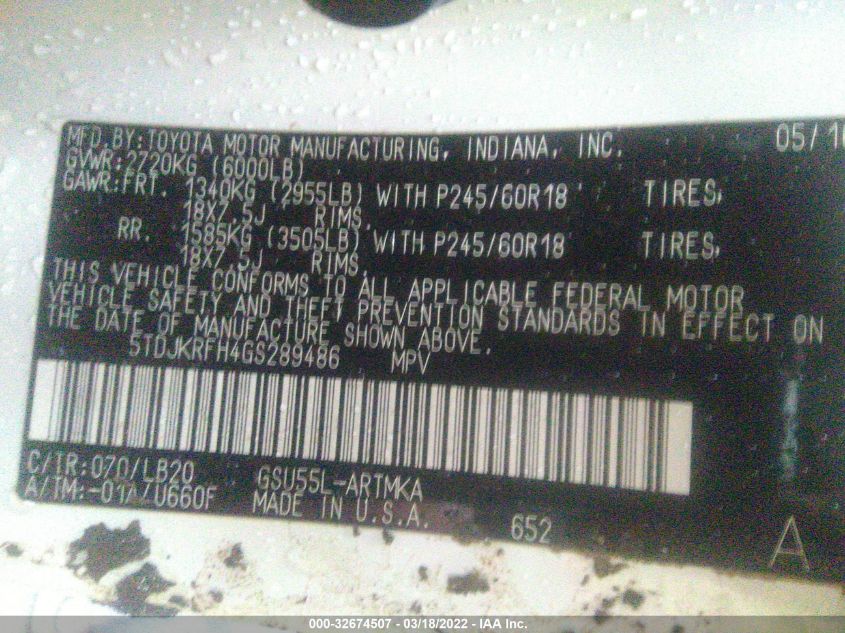 MFD. BY: TOYOTA MOTOR MANUFACTURING, INDIANA, INC. 05/16
GVWR: 2720KG (6000LB)
GAWR: FRT. 1340KG (2955LB) WITH P245/60R18 TIRES,
18X7.5J RIMS,
RR. 1585KG (3505LB) WITH P245/60R18 TIRES,
18X7.5J RIMS.
THIS VEHICLE CONFORMS TO ALL APPLICABLE FEDERAL MOTOR
VEHICLE SAFETY AND THEFT PREVENTION STANDARDS IN EFFECT ON
THE DATE OF MANUFACTURE SHOWN ABOVE.
5TDJKRFH4GS289486 MPV
C/TR: 070/LB20 GSU55L-ARTMKA
A/TM: -01A/U660F MADE IN U.S.A. 652
A
000-32674507 - 03/18/2022 - IAA Inc.